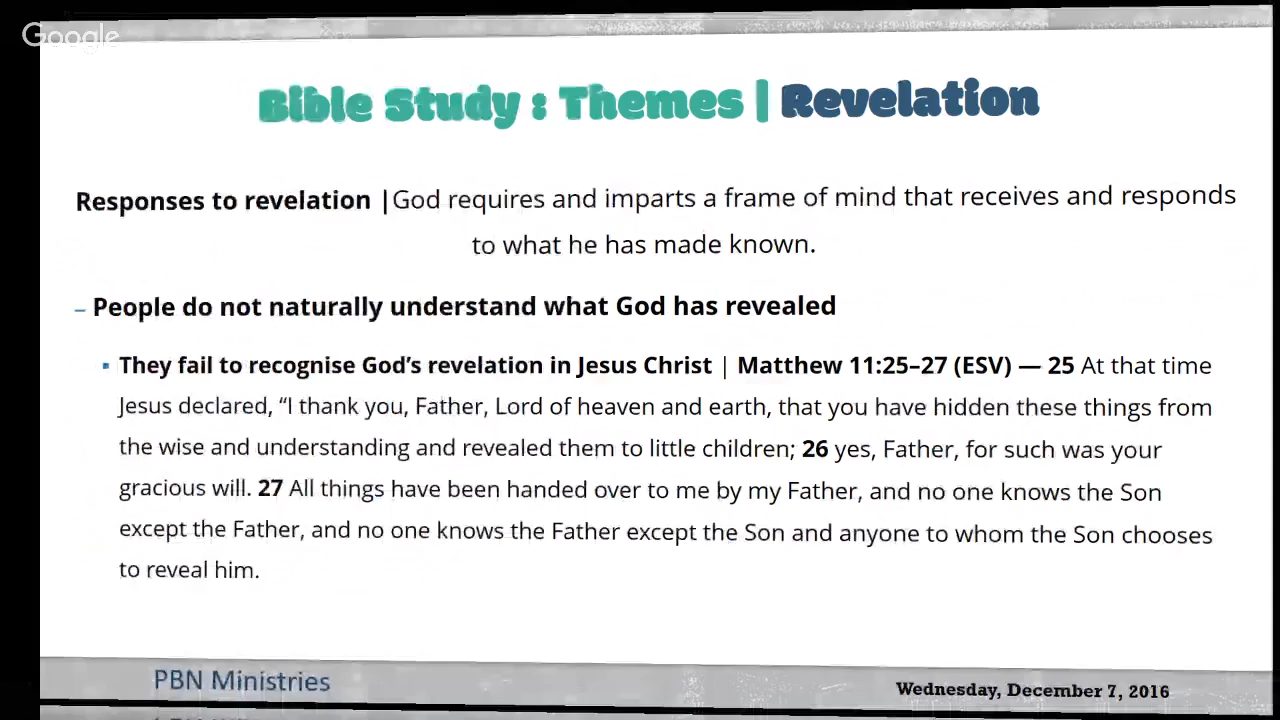 Google
Bible Study : Themes | Revelation
Responses to revelation |God requires and imparts a frame of mind that receives and responds
to what he has made known.
– People do not naturally understand what God has revealed
▪ They fail to recognise God’s revelation in Jesus Christ | Matthew 11:25–27 (ESV) — 25 At that time
Jesus declared, “I thank you, Father, Lord of heaven and earth, that you have hidden these things from
the wise and understanding and revealed them to little children; 26 yes, Father, for such was your
gracious will. 27 All things have been handed over to me by my Father, and no one knows the Son
except the Father, and no one knows the Father except the Son and anyone to whom the Son chooses
to reveal him.
PBN Ministries
Wednesday, December 7, 2016